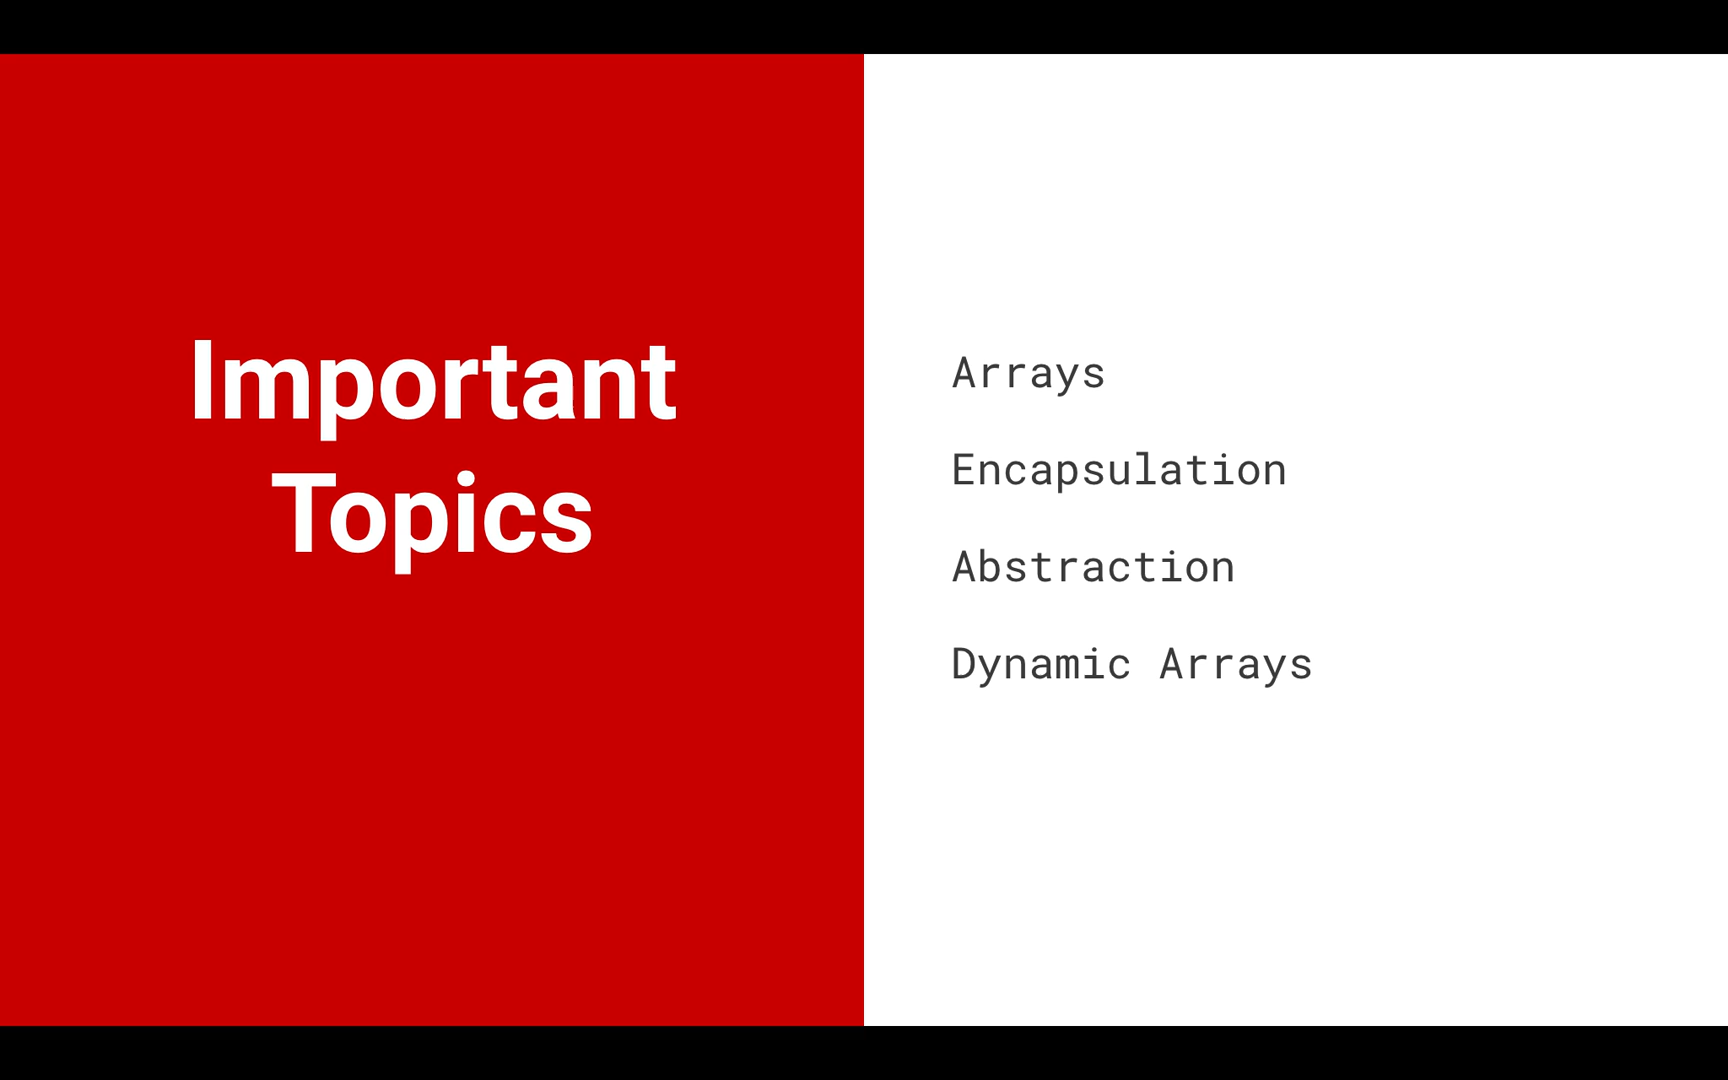 Important
Topics
Arrays
Encapsulation
Abstraction
Dynamic Arrays